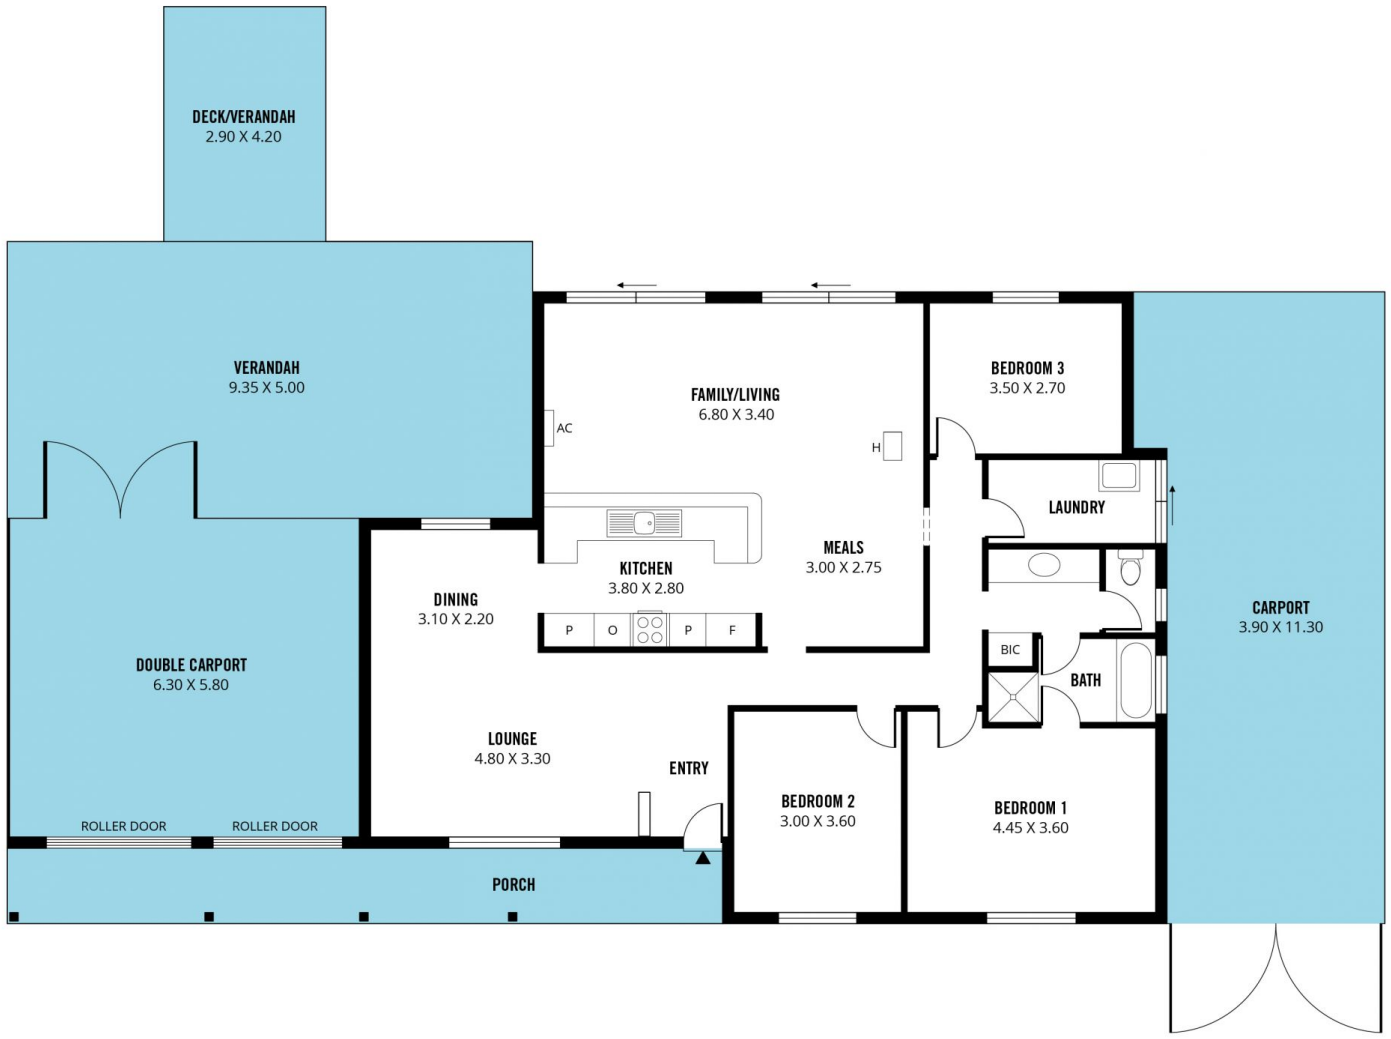 DECK/VERANDAH
2.90 X 4.20
VERANDAH
9.35 X 5.00
FAMILY/LIVING
6.80 X 3.40
BEDROOM 3
3.50 X 2.70
AC
H
LAUNDRY
MEALS
3.00 X 2.75
KITCHEN
3.80 X 2.80
DINING
3.10 X 2.20
P
O
P
F
CARPORT
3.90 X 11.30
BIC
BATH
DOUBLE CARPORT
6.30 X 5.80
LOUNGE
4.80 X 3.30
ENTRY
BEDROOM 2
3.00 X 3.60
BEDROOM 1
4.45 X 3.60
ROLLER DOOR
ROLLER DOOR
PORCH